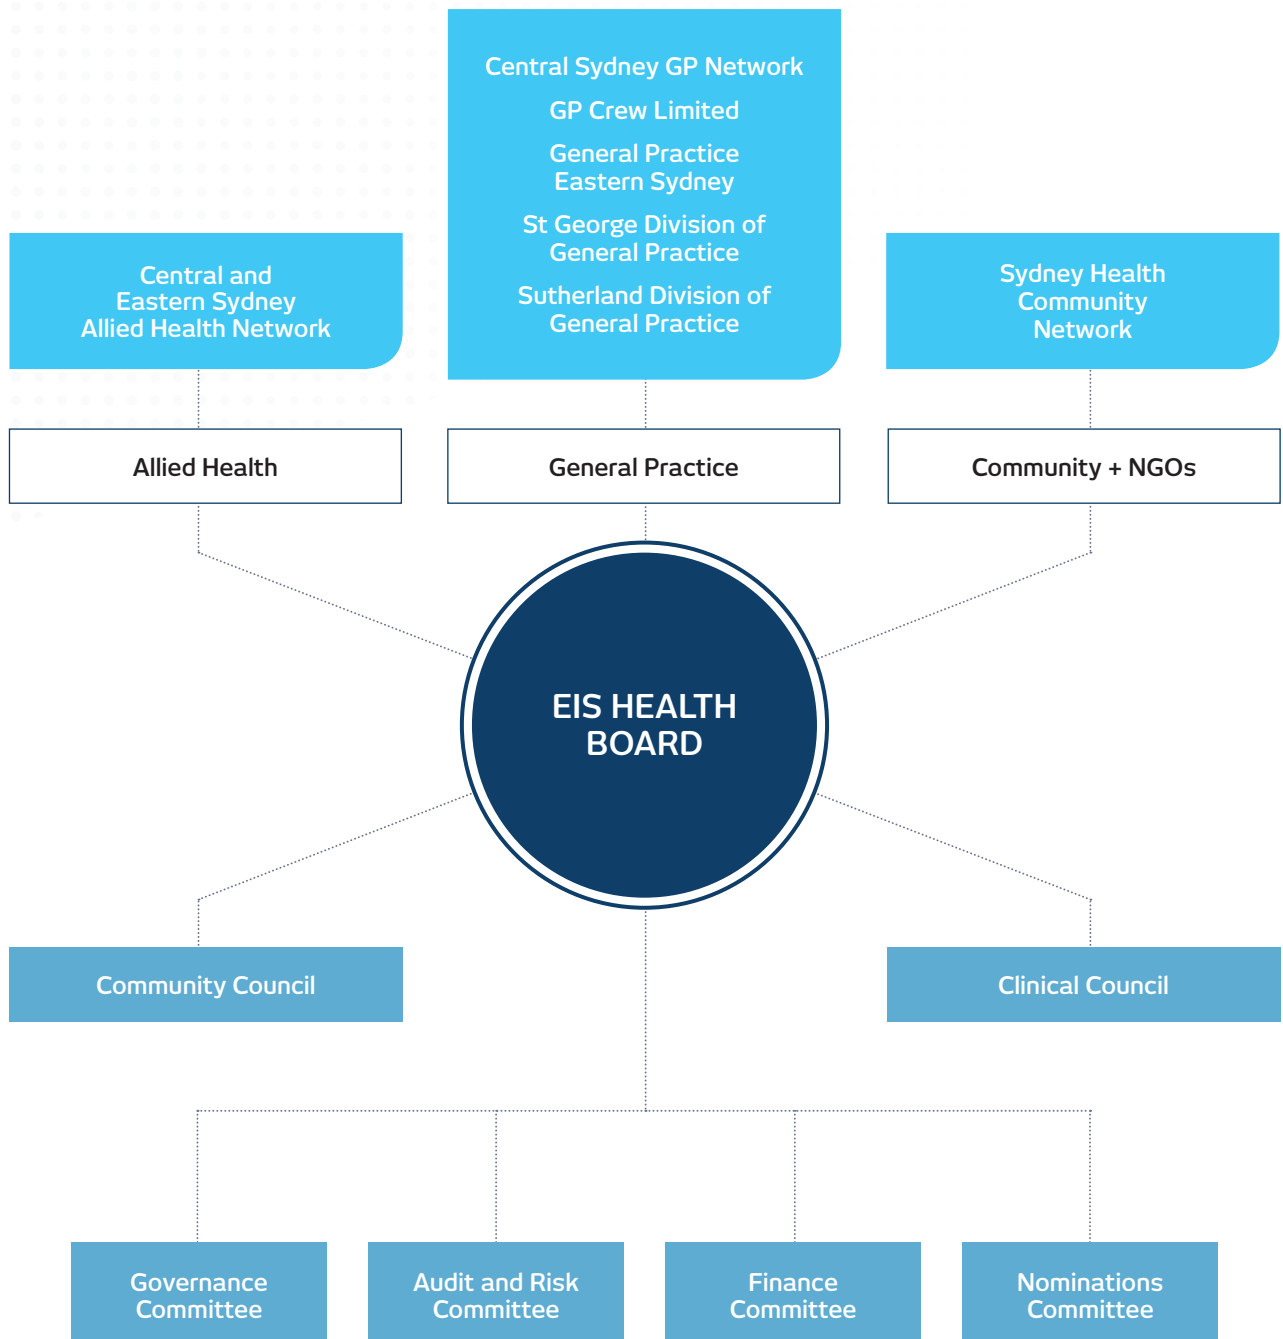 Central Sydney GP Network
GP Crew Limited
General Practice
Eastern Sydney
St George Division of
General Practice
Sutherland Division of
General Practice
Central and
Eastern Sydney
Allied Health Network
Sydney Health
Community
Network
Allied Health
General Practice
Community + NGOs
EIS HEALTH
BOARD
Community Council
Clinical Council
Governance
Committee
Audit and Risk
Committee
Finance
Committee
Nominations
Committee